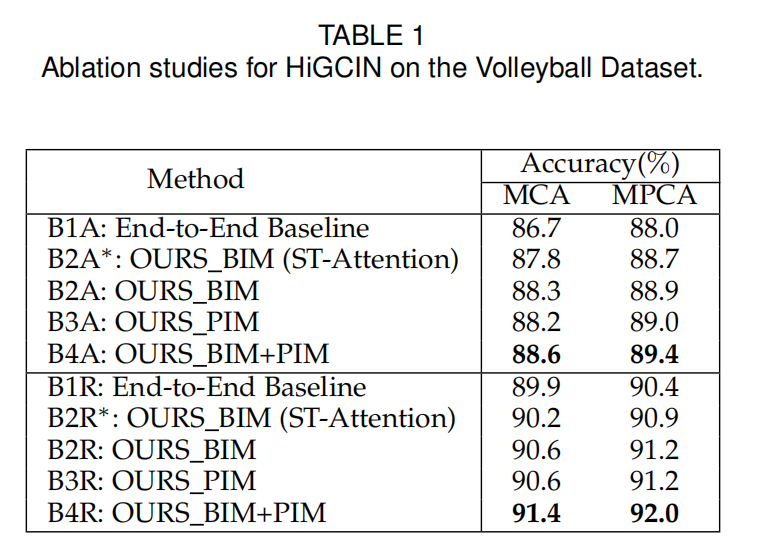 TABLE 1
Ablation studies for HiGCIN on the Volleyball Dataset.
Method Accuracy(%)
MCA MPCA
B1A: End-to-End Baseline 86.7 88.0
B2A*: OURS_BIM (ST-Attention) 87.8 88.7
B2A: OURS_BIM 88.3 88.9
B3A: OURS_PIM 88.2 89.0
B4A: OURS_BIM+PIM 88.6 89.4
B1R: End-to-End Baseline 89.9 90.4
B2R*: OURS_BIM (ST-Attention) 90.2 90.9
B2R: OURS_BIM 90.6 91.2
B3R: OURS_PIM 90.6 91.2
B4R: OURS_BIM+PIM 91.4 92.0